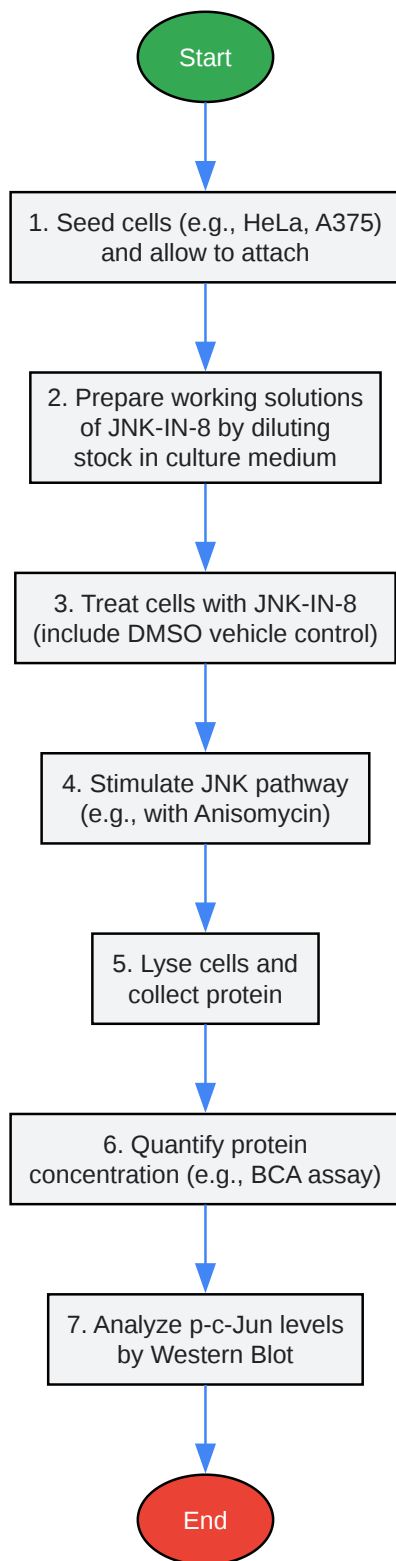 Start
1. Seed cells (e.g., HeLa, A375)
and allow to attach
2. Prepare working solutions
of JNK-IN-8 by diluting
stock in culture medium
3. Treat cells with JNK-IN-8
(include DMSO vehicle control)
4. Stimulate JNK pathway
(e.g., with Anisomycin)
5. Lyse cells and
collect protein
6. Quantify protein
concentration (e.g., BCA assay)
7. Analyze p-c-Jun levels
by Western Blot
End